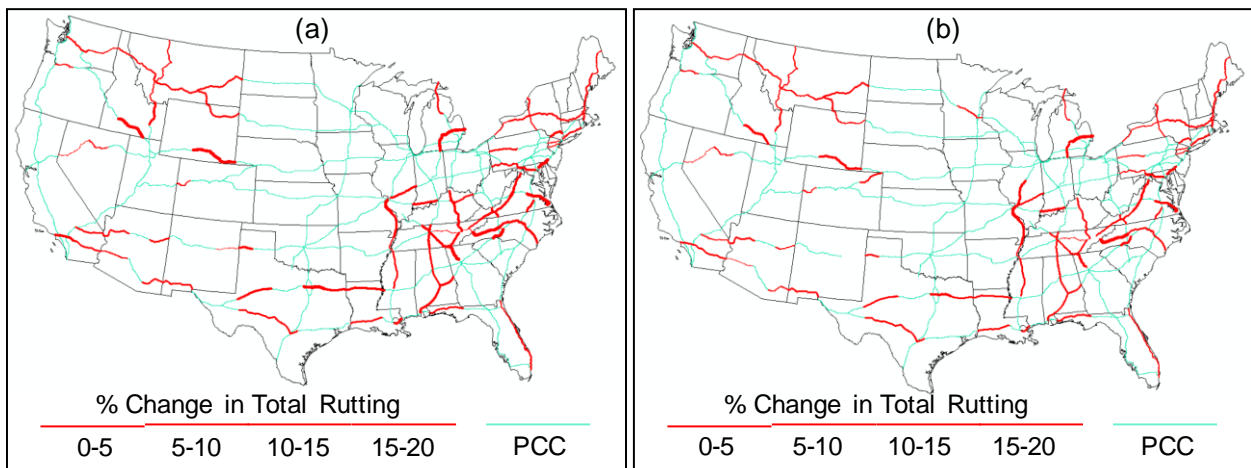 (a)
% Change in Total Rutting
0-5 5-10 10-15 15-20 PCC
(b)
% Change in Total Rutting
0-5 5-10 10-15 15-20 PCC